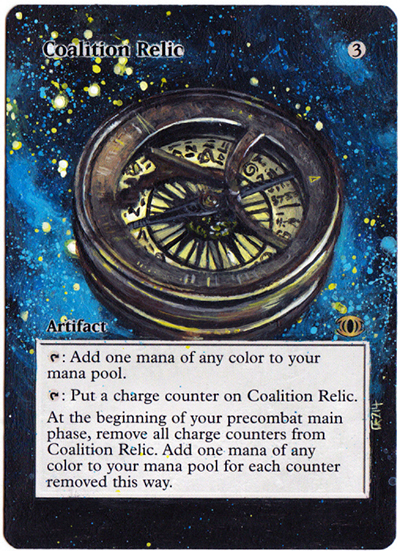 Coalition Relic 3
Artifact
: Add one mana of any color to your
mana pool.
: Put a charge counter on Coalition Relic.
At the beginning of your precombat main
phase, remove all charge counters from
Coalition Relic. Add one mana of any
color to your mana pool for each counter
removed this way.